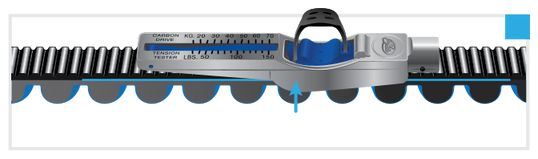 CARBON KG. 20 30 40 50 60 70
DRIVE
TENSION
TESTER LBS. 50 100 150